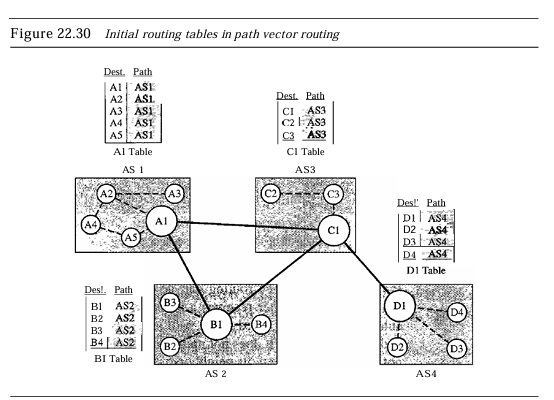 Figure 22.30 Initial routing tables in path vector routing
Dest. Path
A1 AS1
A2 AS1
A3 AS1
A4 AS1
A5 AS1
A1 Table
Dest. Path
C1 AS3
C2 AS3
C3 AS3
C1 Table
AS 1
AS3
A2
A3
A4
A5
A1
C2
C3
C1
Des!' Path
D1 AS4
D2 AS4
D3 AS4
D4 AS4
D1 Table
Des!. Path
B1 AS2
B2 AS2
B3 AS2
B4 AS2
BI Table
B3
B1
B4
B2
D1
D4
D2
D3
AS 2
AS4